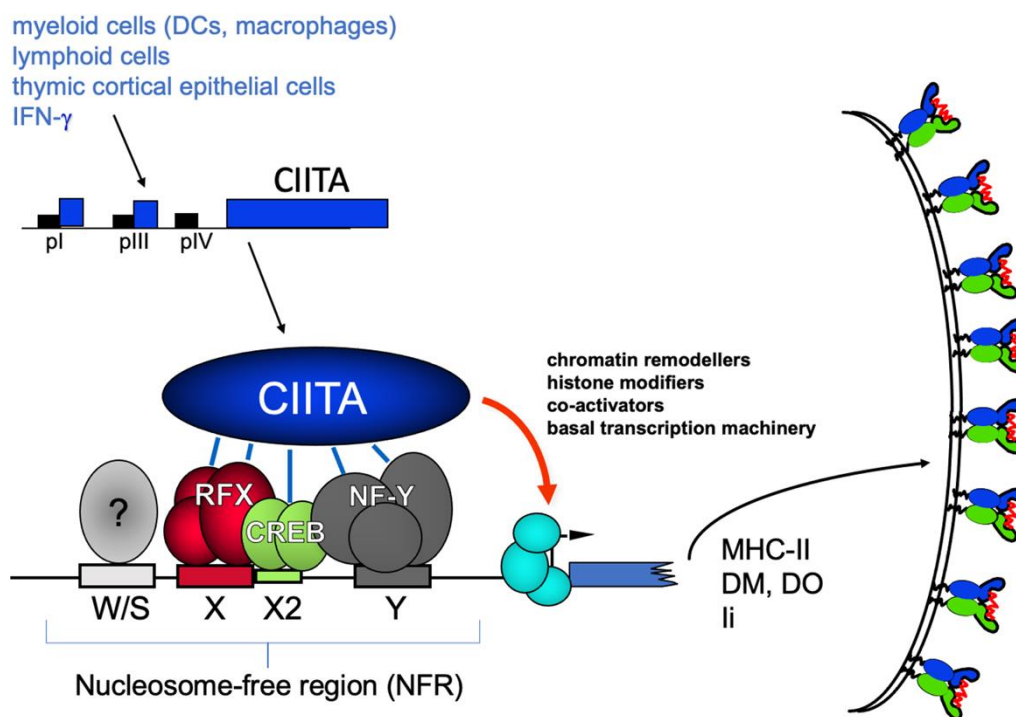 myeloid cells (DCs, macrophages)
lymphoid cells
thymic cortical epithelial cells
IFN-γ
CIITA
pI
pIII
pIV
CIITA
chromatin remodellers
histone modifiers
co-activators
basal transcription machinery
?
RFX
CREB
NF-Y
W/S
X
X2
Y
MHC-II
DM, DO
Ii
Nucleosome-free region (NFR)